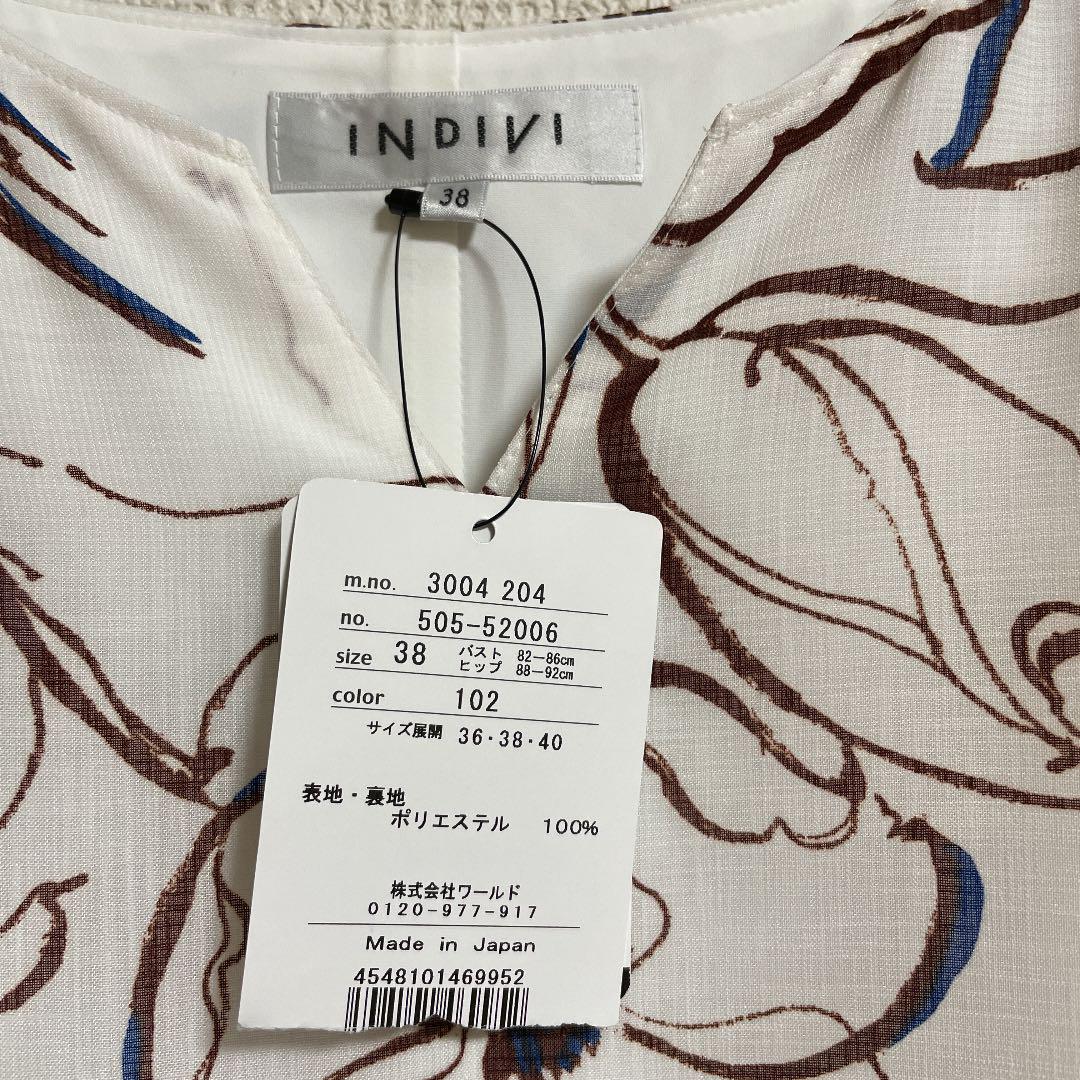 INDIVI
38
m.no. 3004 204
no. 505-52006
size 38 バスト 82－86㎝
ヒップ 88－92㎝
color 102
サイズ展開 36・38・40
表地・裏地
ポリエステル 100%
株式会社ワールド
0120-977-917
Made in Japan
4548101469952